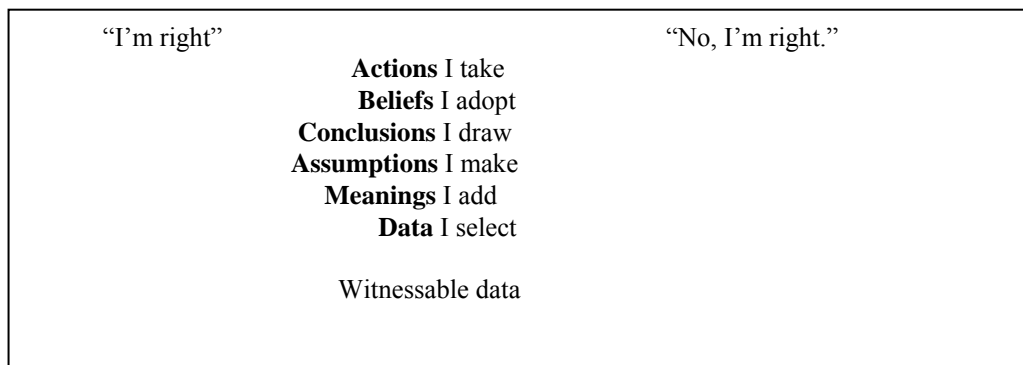 “I’m right” “No, I’m right.”
Actions I take
Beliefs I adopt
Conclusions I draw
Assumptions I make
Meanings I add
Data I select
Witnessable data